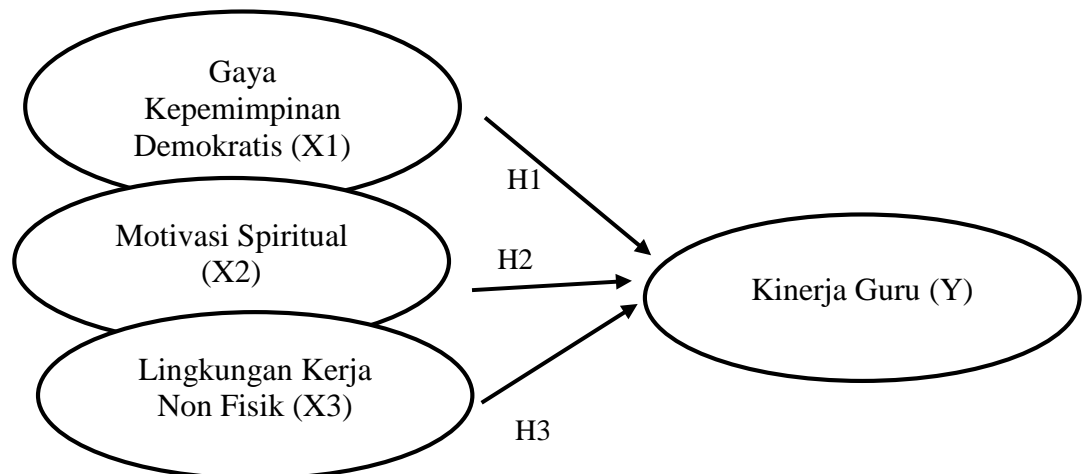 Gaya
Kepemimpinan
Demokratis (X1)
H1
Motivasi Spiritual
(X2)
H2
Kinerja Guru (Y)
Lingkungan Kerja
Non Fisik (X3)
H3